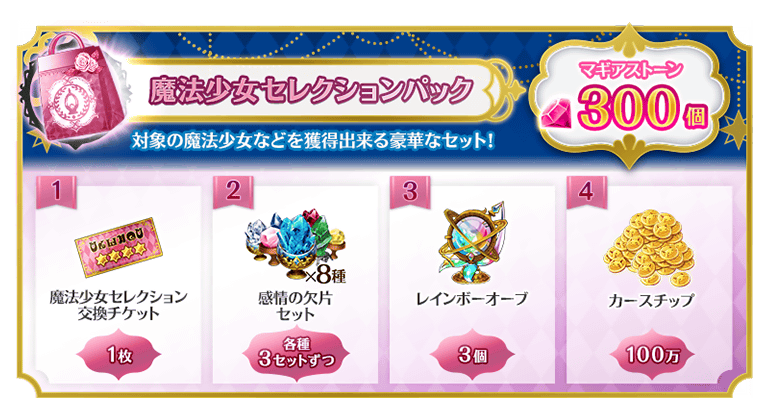 魔法少女セレクションパック
マギアストーン
300個
対象の魔法少女などを獲得出来る豪華なセット!
1
魔法少女セレクション
交換チケット
1枚
2
×8種
感情の欠片
セット
各種
3セットずつ
3
レインボーオーブ
3個
4
カースチップ
100万